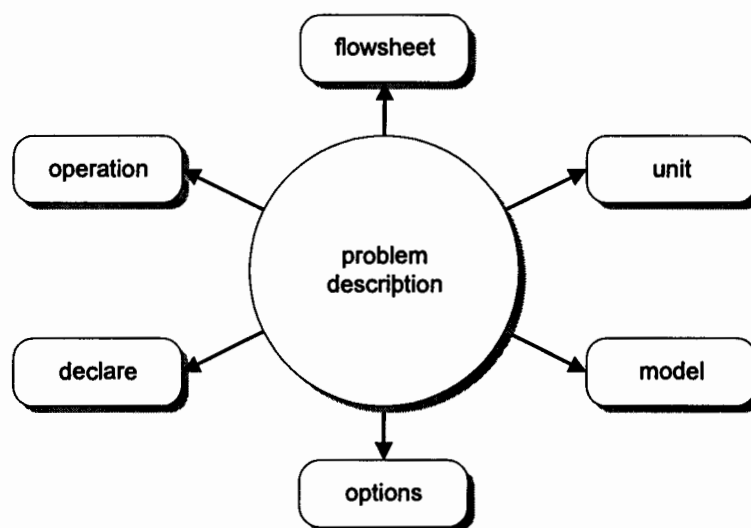 flowsheet
operation
unit
problem
description
declare
model
options